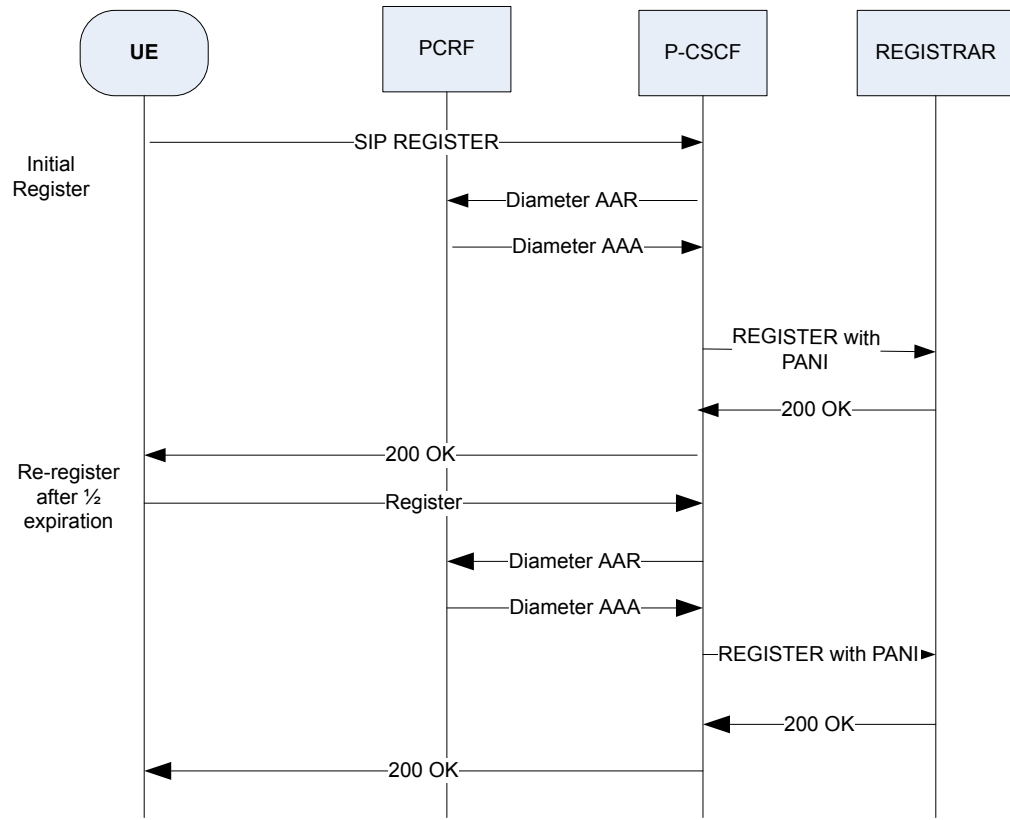 UE
PCRF
P-CSCF
REGISTRAR
SIP REGISTER
Initial
Register
Diameter AAR
Diameter AAA
REGISTER with
PANI
200 OK
200 OK
Re-register
after ½
expiration
Register
Diameter AAR
Diameter AAA
REGISTER with PANI
200 OK
200 OK